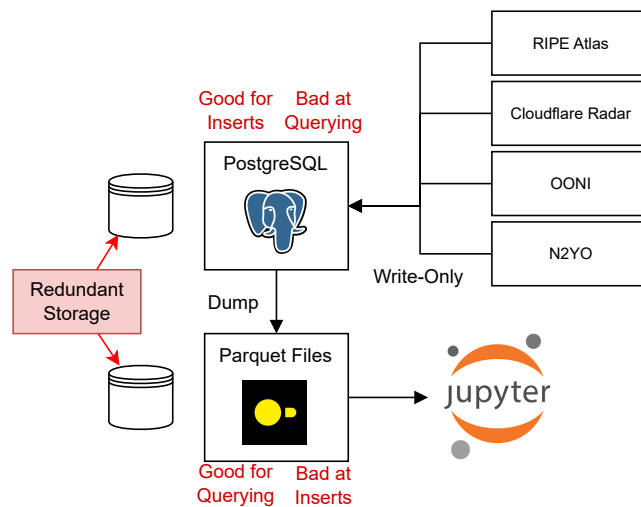 RIPE Atlas
Cloudflare Radar
OONI
N2YO
Good for
Inserts
Bad at
Querying
PostgreSQL
Write-Only
Redundant
Storage
Dump
Parquet Files
jupyter
Good for
Querying
Bad at
Inserts